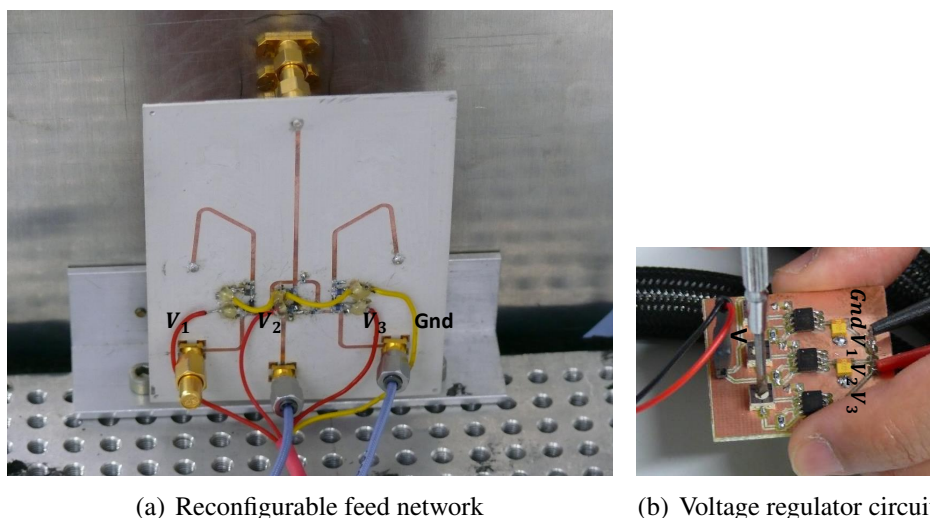 V₁
V₂
V₃
Gnd
V
Gnd
V₁
V₂
V₃
(a) Reconfigurable feed network
(b) Voltage regulator circui